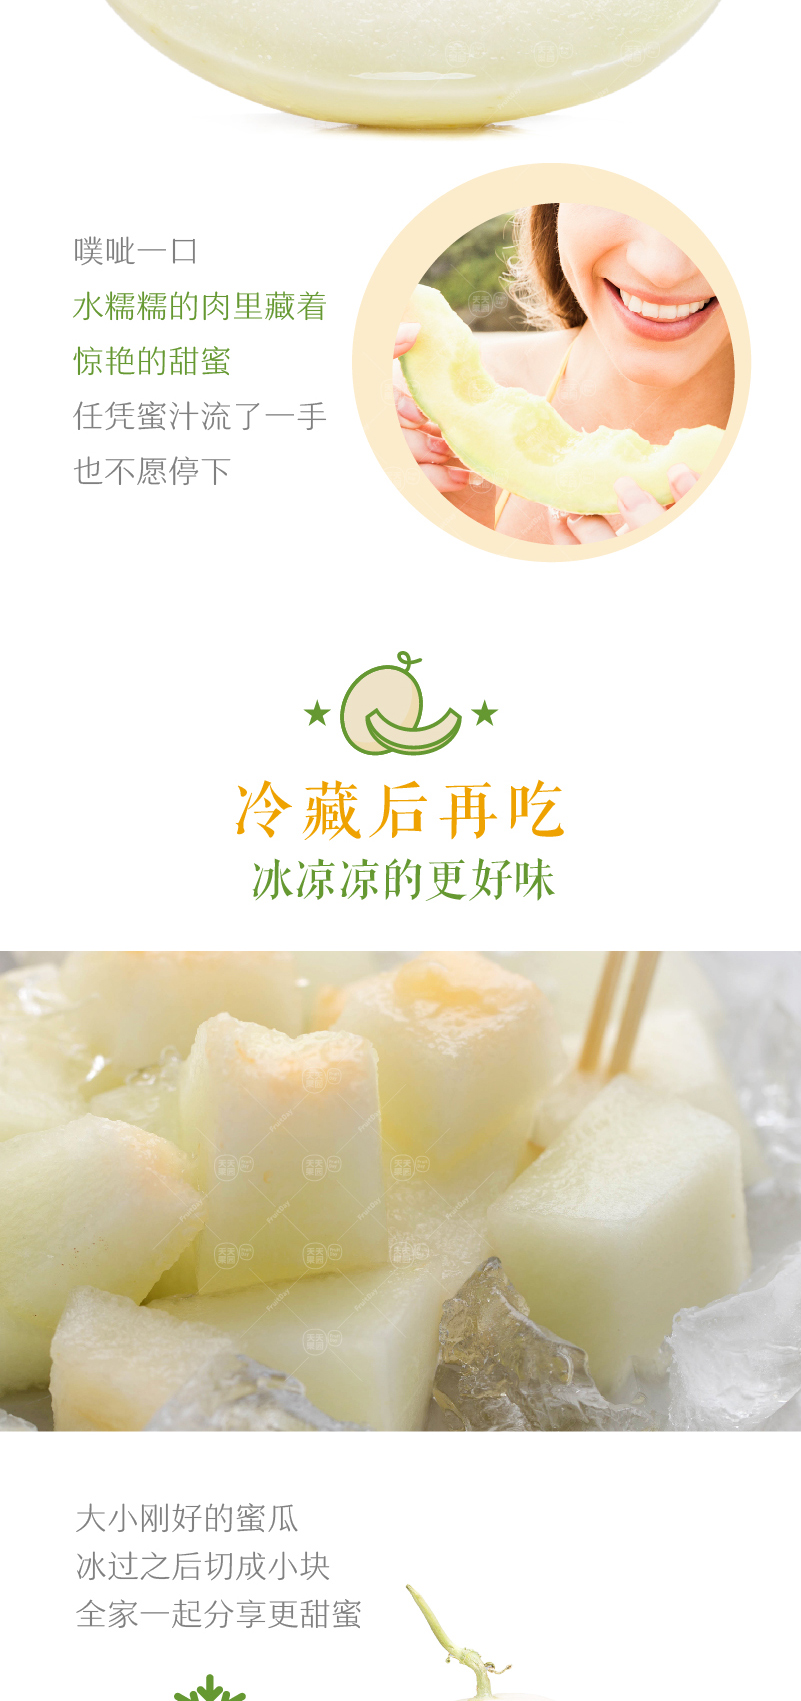 噗呲一口
水糯糯的肉里藏着
惊艳的甜蜜
任凭蜜汁流了一手
也不愿停下
冷藏后再吃
冰凉凉的更好味
大小刚好的蜜瓜
冰过之后切成小块
全家一起分享更甜蜜